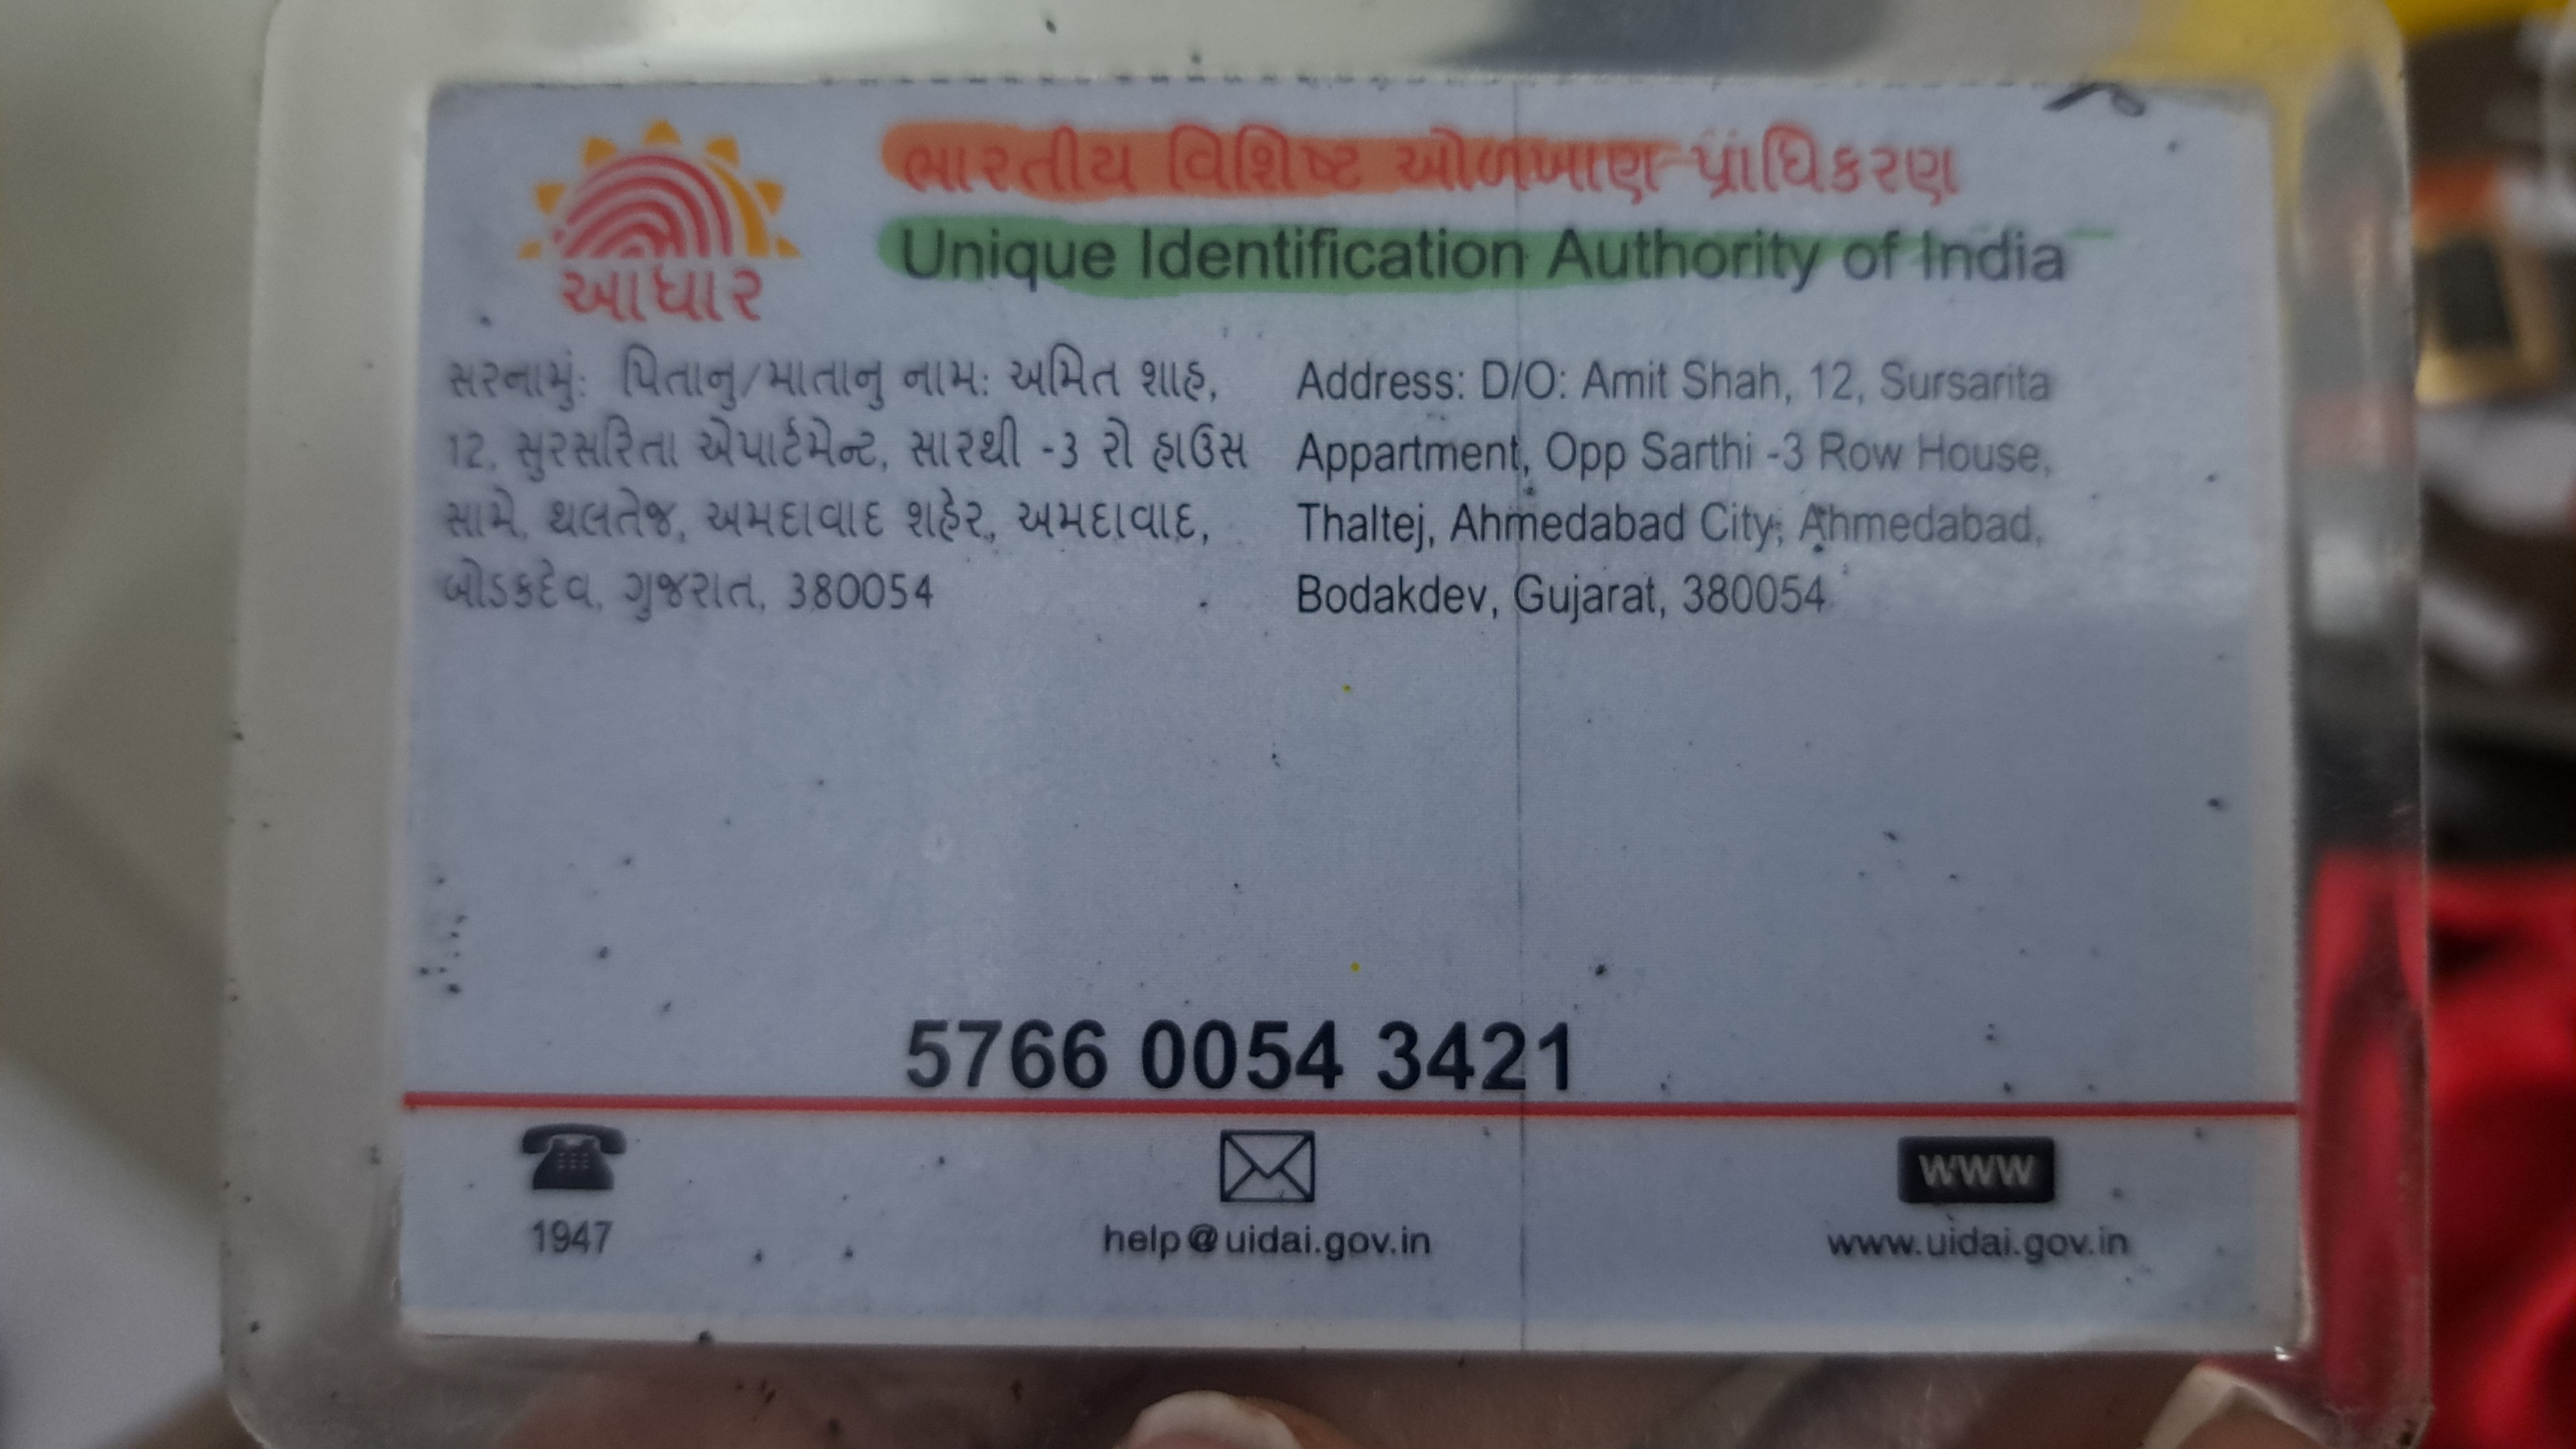 ભારતીય વિશિષ્ટ ઓળખાણ પ્રાધિકરણ
Unique Identification Authority of India
આધાર
સરનામું: પિતાનુ/માતાનુ નામ: અમિત શાહ,
12, સુરસરિતા એપાર્ટમેન્ટ, સારથી -૩ રો હાઉસ
સામે, થલતેજ, અમદાવાદ શહેર, અમદાવાદ,
બોડકદેવ, ગુજરાત, 380054
Address: D/O: Amit Shah, 12, Sursarita
Appartment, Opp Sarthi -3 Row House,
Thaltej, Ahmedabad City, Ahmedabad,
Bodakdev, Gujarat, 380054
5766 0054 3421
1947
help@uidai.gov.in
WWW
www.uidai.gov.in